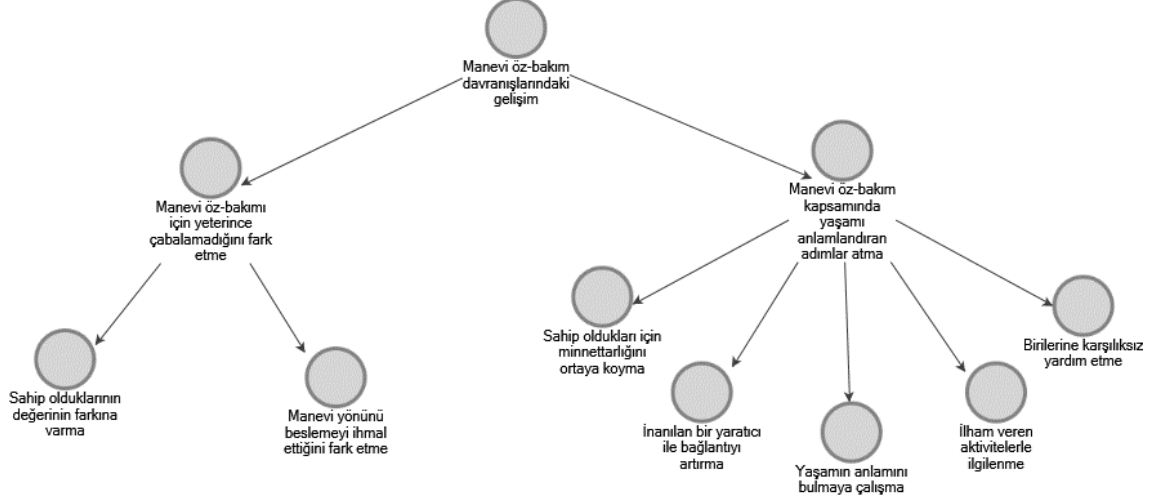 Manevi öz-bakım
davranışlarındaki
gelişim
Manevi öz-bakımı
için yeterince
çabalamadığını fark
etme
Manevi öz-bakım
kapsamında
yaşamı
anlamlandıran
adımlar atma
Sahip olduklarının
değerinin farkına
varma
Manevi yönünü
beslemeyi ihmal
ettiğini fark etme
Sahip oldukları için
minnettarlığını
ortaya koyma
İnanılan bir yaratıcı
ile bağlantıyı
artırma
Yaşamın anlamını
bulmaya çalışma
İlham veren
aktivitelerle
ilgilenme
Birilerine karşılıksız
yardım etme